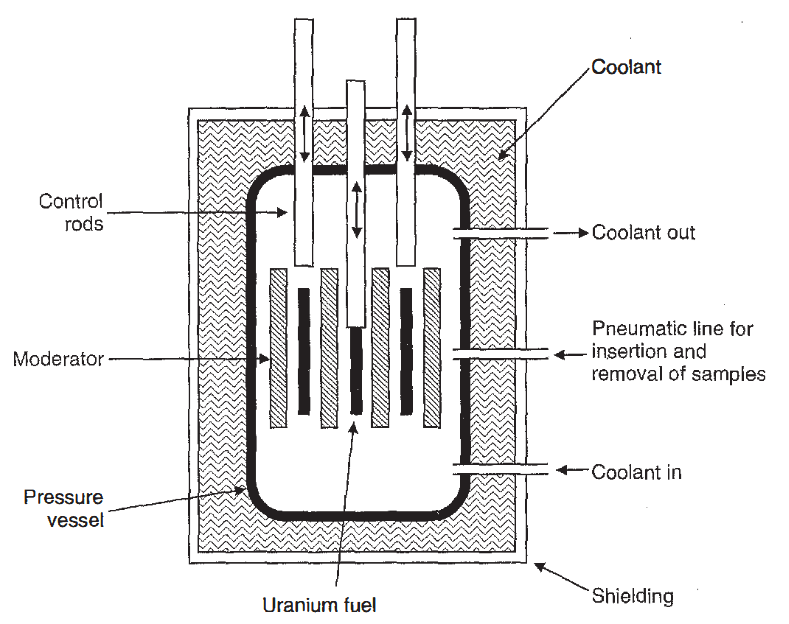 Coolant
Control
rods
Coolant out
Pneumatic line for
insertion and
removal of samples
Moderator
Coolant in
Pressure
vessel
Shielding
Uranium fuel